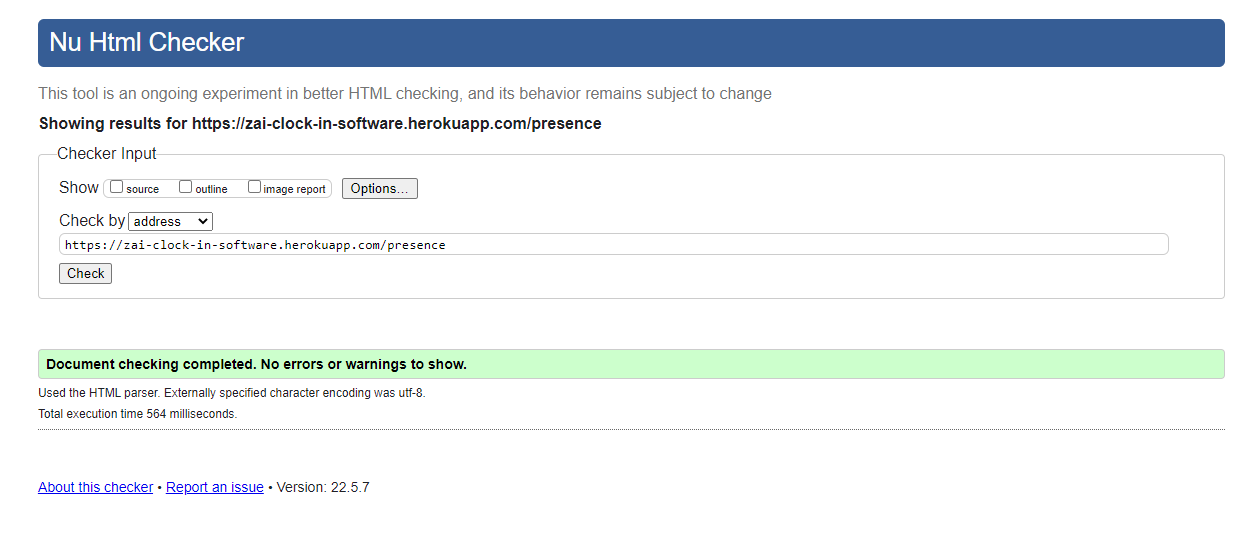 Nu Html Checker
This tool is an ongoing experiment in better HTML checking, and its behavior remains subject to change
Showing results for https://zai-clock-in-software.herokuapp.com/presence
Checker Input
Show source outline image report Options...
Check by address
https://zai-clock-in-software.herokuapp.com/presence
Check
Document checking completed. No errors or warnings to show.
Used the HTML parser. Externally specified character encoding was utf-8.
Total execution time 564 milliseconds.
About this checker • Report an issue • Version: 22.5.7